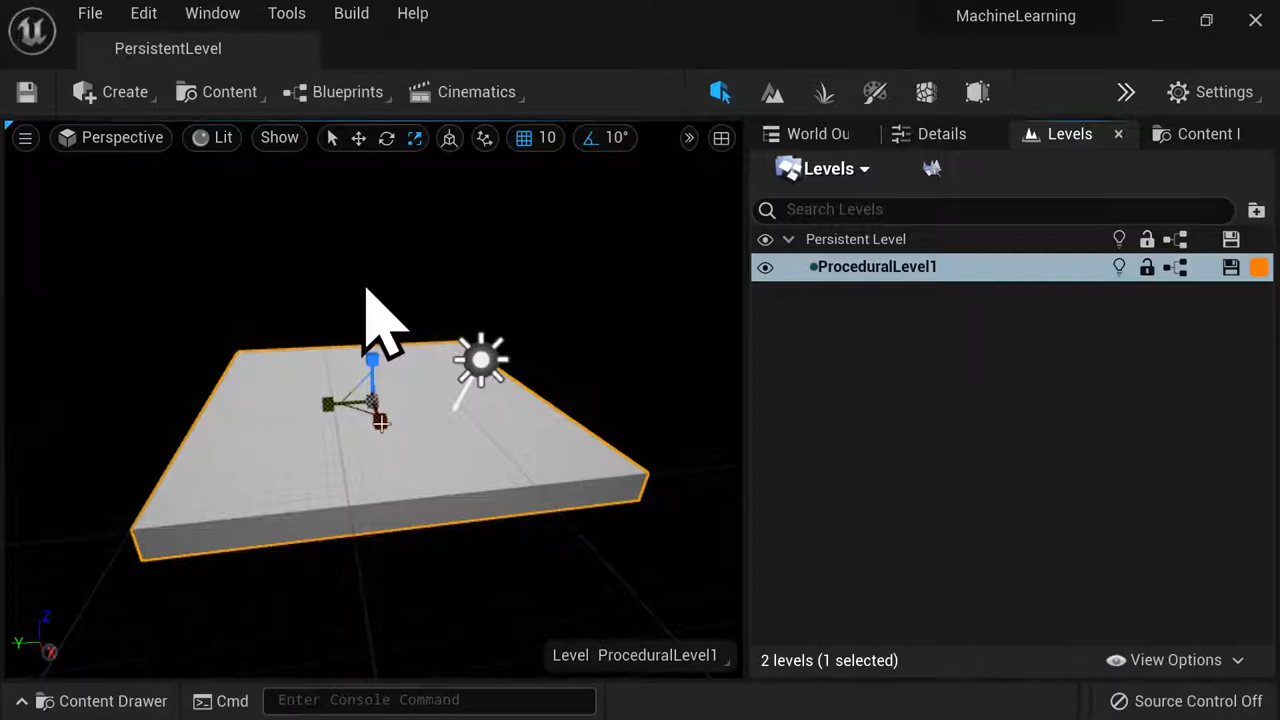 File Edit Window Tools Build Help
MachineLearning
PersistentLevel
Create Content Blueprints Cinematics Settings
Perspective Lit Show 10 10°
World Ou Details Levels Content I
Levels
Search Levels
Persistent Level
ProceduralLevel1
Z
Y
X
Level ProceduralLevel1
2 levels (1 selected) View Options
Content Drawer Cmd Enter Console Command Source Control Off